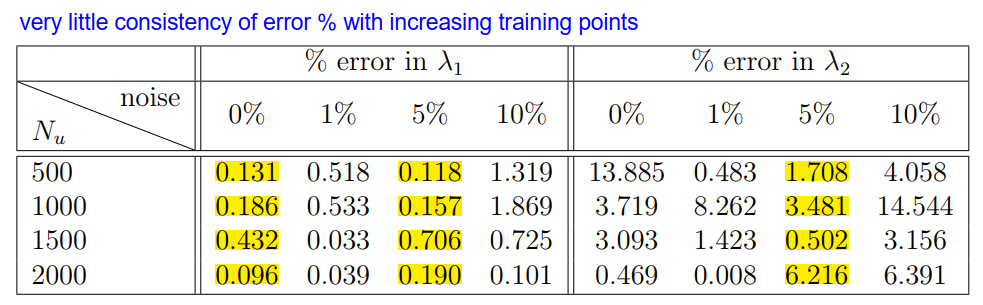 very little consistency of error % with increasing training points
% error in λ₁ % error in λ₂
noise
N_u 0% 1% 5% 10% 0% 1% 5% 10%
500 0.131 0.518 0.118 1.319 13.885 0.483 1.708 4.058
1000 0.186 0.533 0.157 1.869 3.719 8.262 3.481 14.544
1500 0.432 0.033 0.706 0.725 3.093 1.423 0.502 3.156
2000 0.096 0.039 0.190 0.101 0.469 0.008 6.216 6.391